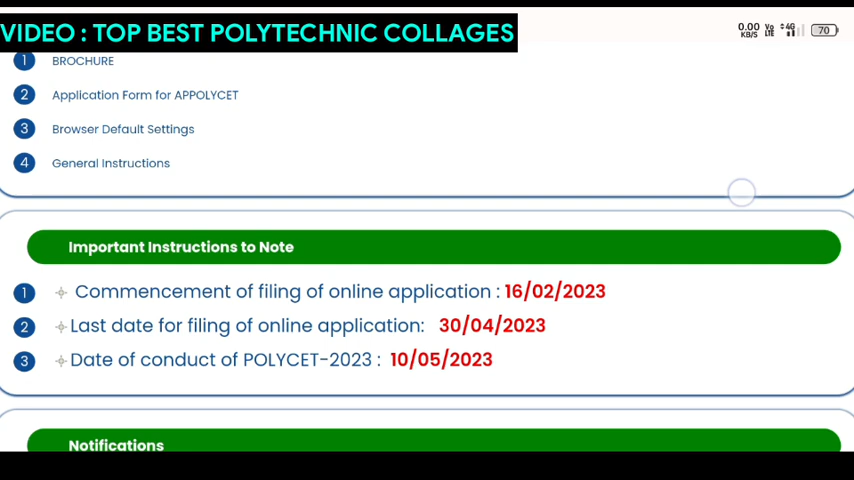 VIDEO : TOP BEST POLYTECHNIC COLLAGES
0.00 KB/S Vo LTE 4G 70
1 BROCHURE
2 Application Form for APPOLYCET
3 Browser Default Settings
4 General Instructions
Important Instructions to Note
1 Commencement of filing of online application : 16/02/2023
2 Last date for filing of online application: 30/04/2023
3 Date of conduct of POLYCET-2023 : 10/05/2023
Notifications